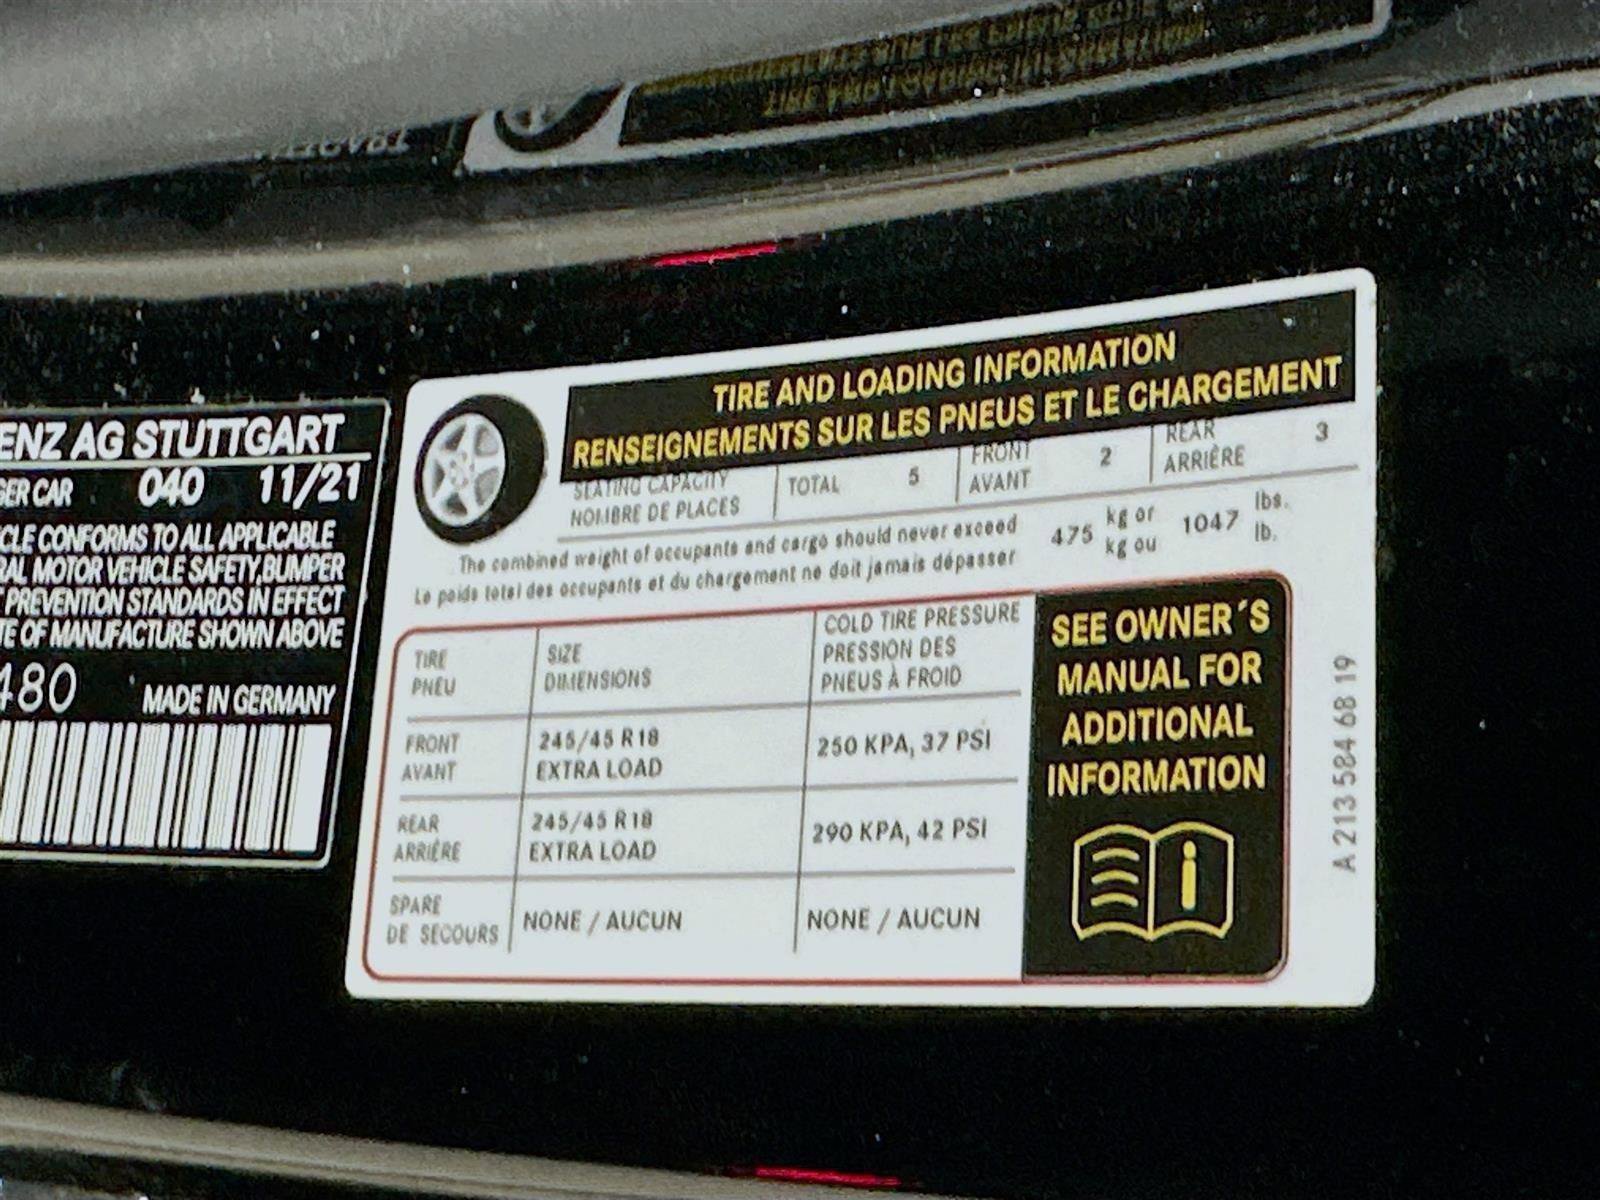 ENZ AG STUTTGART
GER CAR 040 11/21
CLE CONFORMS TO ALL APPLICABLE
RAL MOTOR VEHICLE SAFETY,BUMPER
T PREVENTION STANDARDS IN EFFECT
TE OF MANUFACTURE SHOWN ABOVE
480 MADE IN GERMANY
TIRE AND LOADING INFORMATION
RENSEIGNEMENTS SUR LES PNEUS ET LE CHARGEMENT
SEATING CAPACITY
NOMBRE DE PLACES
TOTAL 5
FRONT
AVANT
2
REAR
ARRIÈRE
3
The combined weight of occupants and cargo should never exceed 475 kg or 1047 lbs.
Le poids total des occupants et du chargement ne doit jamais dépasser kg ou lb.
TIRE
PNEU
SIZE
DIMENSIONS
COLD TIRE PRESSURE
PRESSION DES
PNEUS À FROID
FRONT
AVANT
245/45 R18
EXTRA LOAD
250 KPA, 37 PSI
REAR
ARRIÈRE
245/45 R18
EXTRA LOAD
290 KPA, 42 PSI
SPARE
DE SECOURS
NONE / AUCUN
NONE / AUCUN
SEE OWNER´S
MANUAL FOR
ADDITIONAL
INFORMATION
A 213 584 68 19